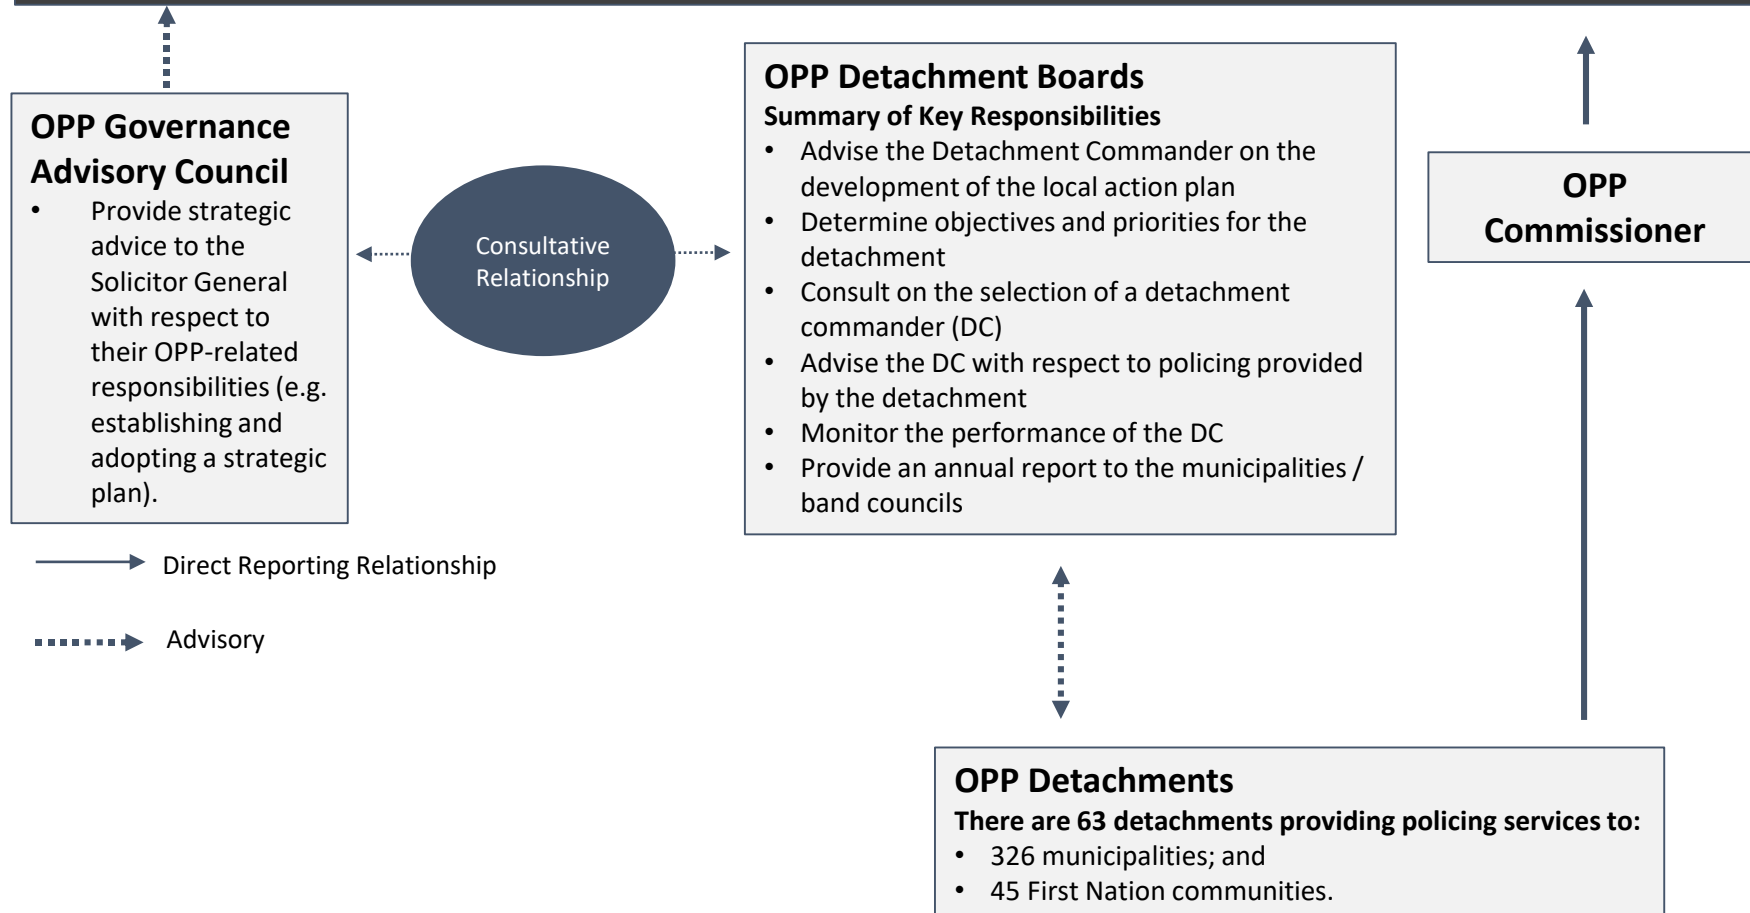 OPP Governance
Advisory Council
• Provide strategic
advice to the
Solicitor General
with respect to
their OPP-related
responsibilities (e.g.
establishing and
adopting a strategic
plan).
Consultative
Relationship
OPP Detachment Boards
Summary of Key Responsibilities
• Advise the Detachment Commander on the
development of the local action plan
• Determine objectives and priorities for the
detachment
• Consult on the selection of a detachment
commander (DC)
• Advise the DC with respect to policing provided
by the detachment
• Monitor the performance of the DC
• Provide an annual report to the municipalities /
band councils
OPP
Commissioner
Direct Reporting Relationship
Advisory
OPP Detachments
There are 63 detachments providing policing services to:
• 326 municipalities; and
• 45 First Nation communities.